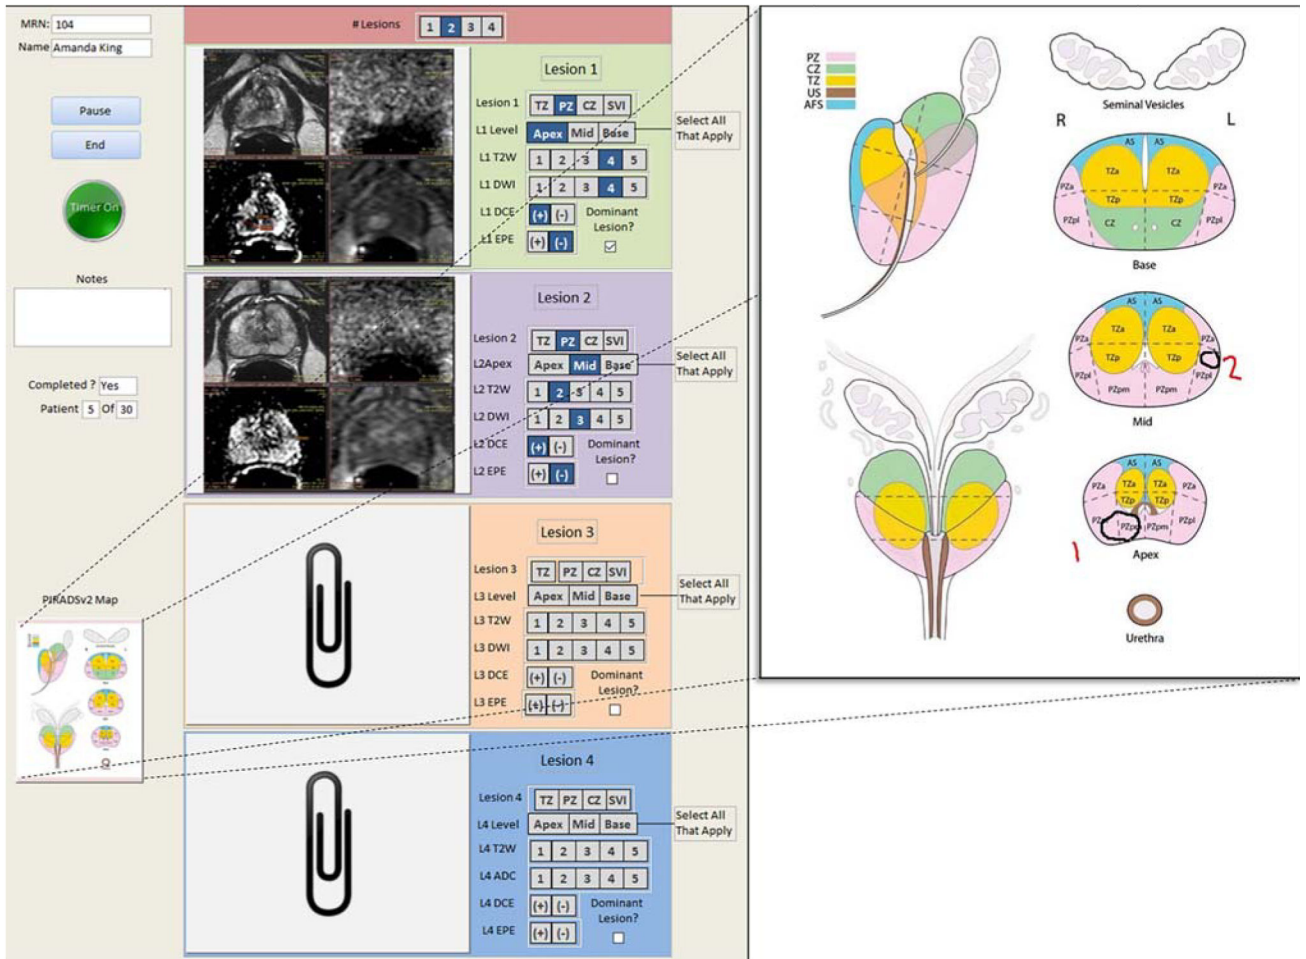 MRN: 104
Name Amanda King
Pause
End
Timer On
Notes
Completed ? Yes
Patient 5 Of 30
PIRADSv2 Map
# Lesions 1 2 3 4
Lesion 1
Lesion 1 TZ PZ CZ SVI
L1 Level Apex Mid Base
Select All
That Apply
L1 T2W 1 2 3 4 5
L1 DWI 1 2 3 4 5
L1 DCE (+) (-)
Dominant
Lesion?
L1 EPE (+) (-)
Lesion 2
Lesion 2 TZ PZ CZ SVI
L2Apex Apex Mid Base
Select All
That Apply
L2 T2W 1 2 3 4 5
L2 DWI 1 2 3 4 5
L2 DCE (+) (-)
Dominant
Lesion?
L2 EPE (+) (-)
Lesion 3
Lesion 3 TZ PZ CZ SVI
L3 Level Apex Mid Base
Select All
That Apply
L3 T2W 1 2 3 4 5
L3 DWI 1 2 3 4 5
L3 DCE (+) (-)
Dominant
Lesion?
L3 EPE (+) (-)
Lesion 4
Lesion 4 TZ PZ CZ SVI
L4 Level Apex Mid Base
Select All
That Apply
L4 T2W 1 2 3 4 5
L4 ADC 1 2 3 4 5
L4 DCE (+) (-)
Dominant
Lesion?
L4 EPE (+) (-)
PZ
CZ
TZ
US
AFS
Seminal Vesicles
R L
AS AS
TZa TZa
PZa PZa
TZp TZp
PZpl PZpl
CZ CZ
Base
AS AS
TZa TZa
PZa PZa
TZp TZp
PZpl PZpl
2
PZpm PZpm
Mid
AS AS
PZa TZa TZa PZa
TZp TZp
PZpl
PZpm
1
Apex
Urethra